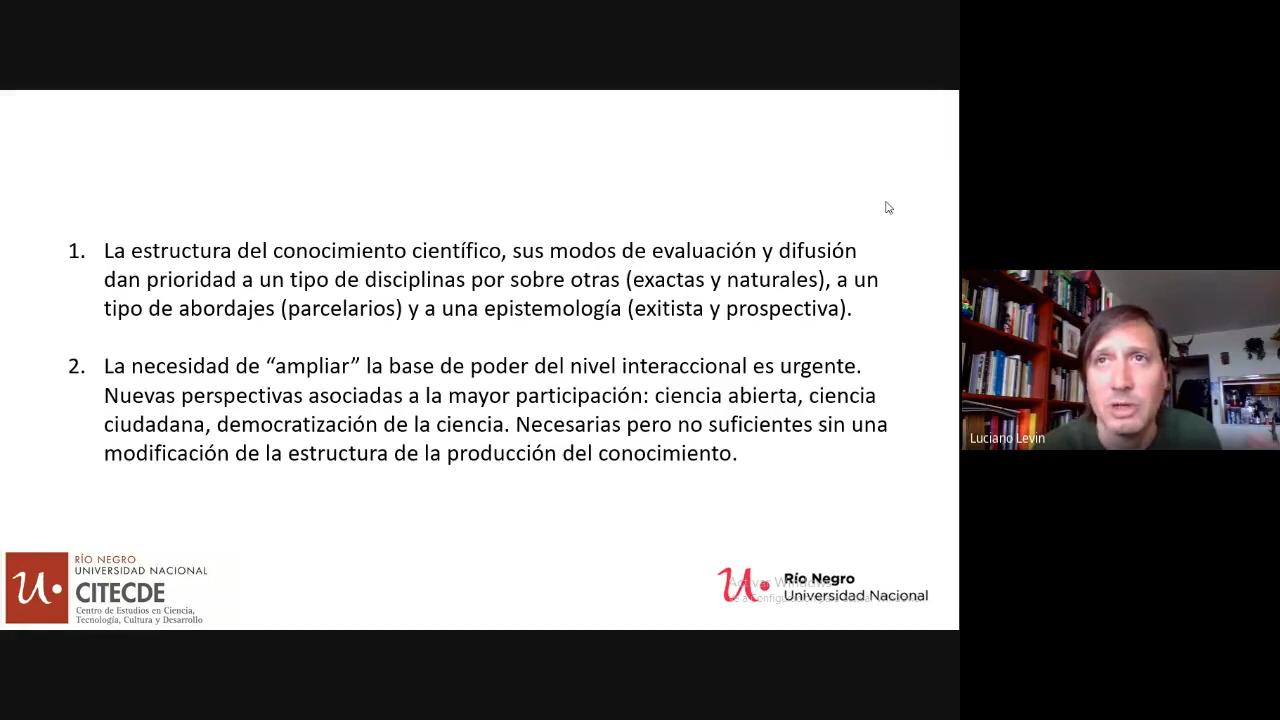 1. La estructura del conocimiento científico, sus modos de evaluación y difusión
dan prioridad a un tipo de disciplinas por sobre otras (exactas y naturales), a un
tipo de abordajes (parcelarios) y a una epistemología (exitista y prospectiva).
2. La necesidad de “ampliar” la base de poder del nivel interaccional es urgente.
Nuevas perspectivas asociadas a la mayor participación: ciencia abierta, ciencia
ciudadana, democratización de la ciencia. Necesarias pero no suficientes sin una
modificación de la estructura de la producción del conocimiento.
Luciano Levin
RÍO NEGRO
UNIVERSIDAD NACIONAL
CITECDE
Centro de Estudios en Ciencia,
Tecnología, Cultura y Desarrollo
Activar Windows
Río Negro
Universidad Nacional